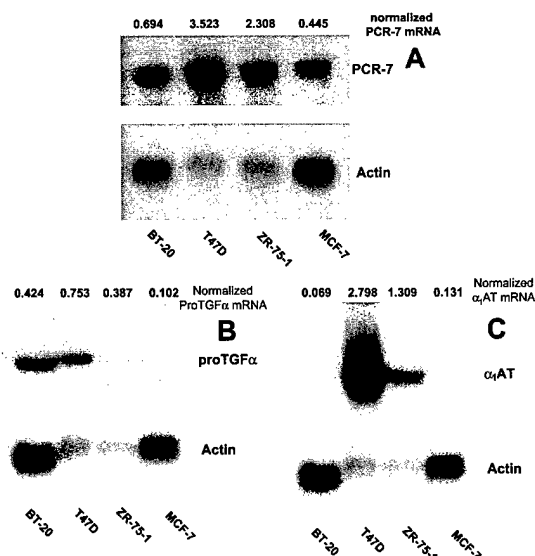 0.694 3.523 2.308 0.445 normalized
PCR-7 mRNA
PCR-7 A
Actin
BT-20 T47D ZR-75-1 MCF-7
0.424 0.753 0.387 0.102 Normalized
ProTGFα mRNA
B
proTGFα
Actin
BT-20 T47D ZR-75-1 MCF-7
0.069 2.798 1.309 0.131 Normalized
α₁AT mRNA
C
α₁AT
Actin
BT-20 T47D ZR-75-1 MCF-7